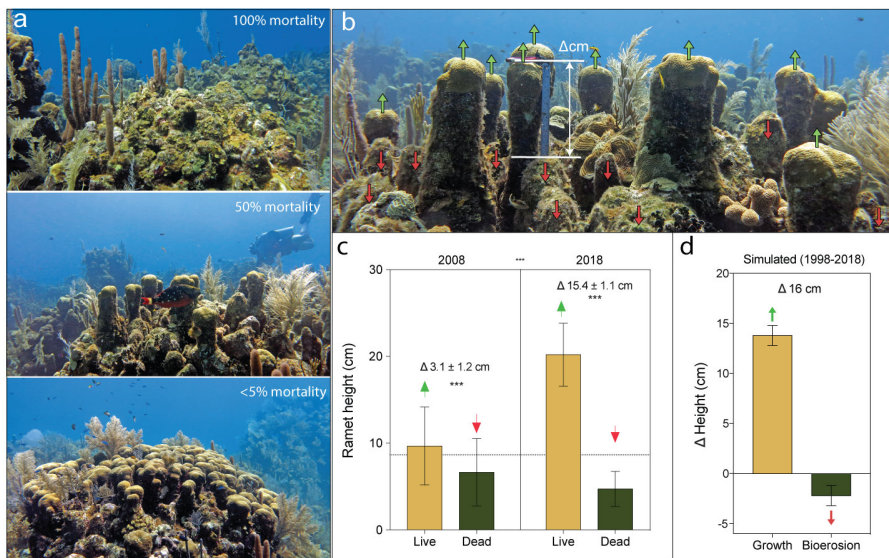 a
100% mortality
50% mortality
<5% mortality
b
Δcm
c
2008
***
2018
Ramet height (cm)
30
20
10
0
Δ 3.1 ± 1.2 cm
***
Δ 15.4 ± 1.1 cm
***
Live
Dead
Live
Dead
d
Simulated (1998-2018)
Δ 16 cm
Δ Height (cm)
20
15
10
5
0
-5
Growth
Bioerosion